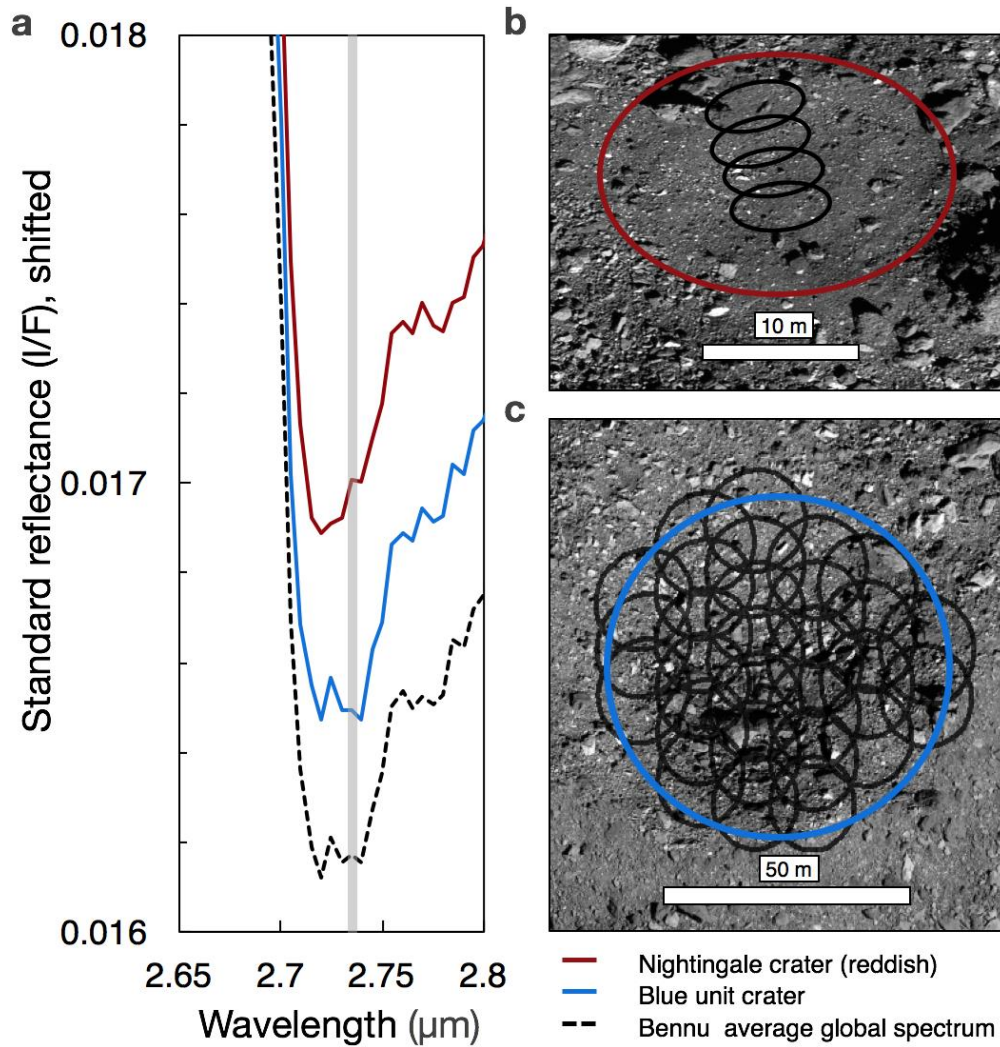 a
0.018
0.017
0.016
2.65 2.7 2.75 2.8
Wavelength (µm)
Standard reflectance (I/F), shifted
b
10 m
c
50 m
Nightingale crater (reddish)
Blue unit crater
Bennu average global spectrum